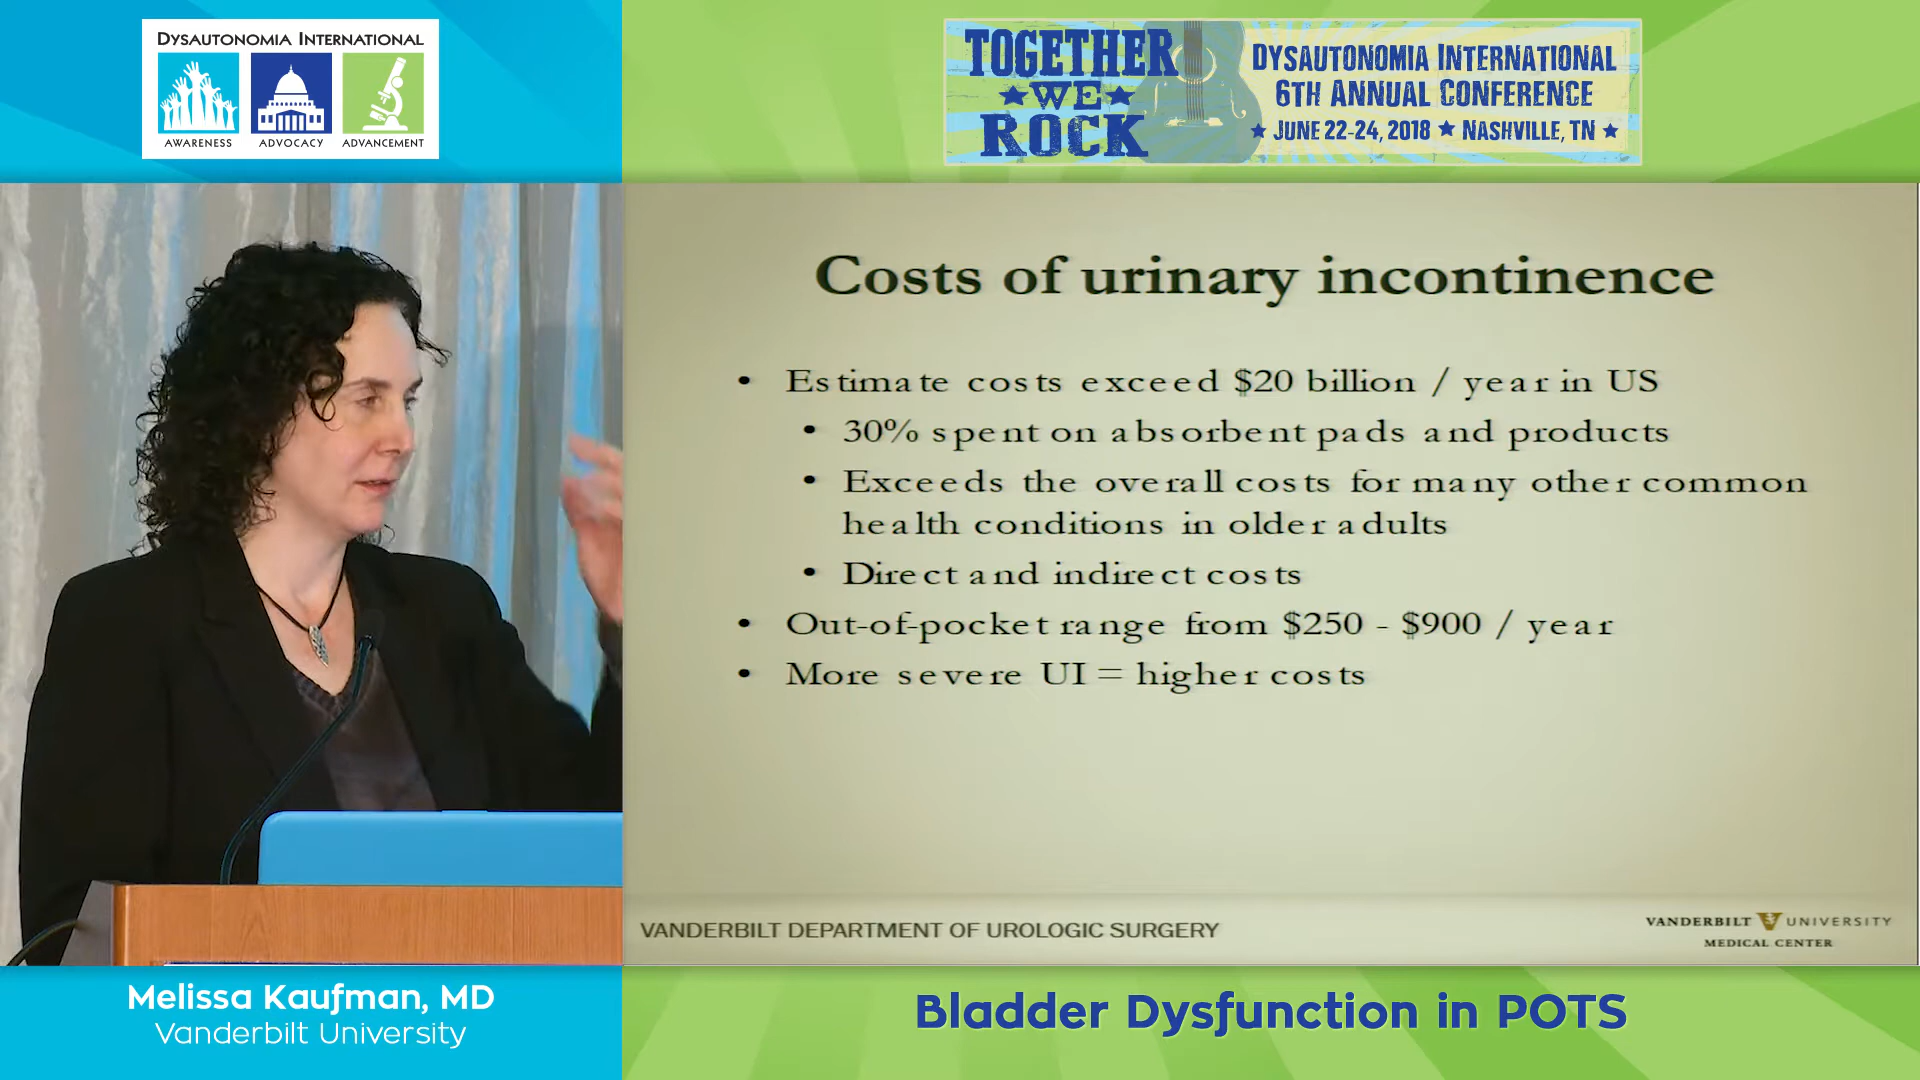 DYSAUTONOMIA INTERNATIONAL
AWARENESS
ADVOCACY
ADVANCEMENT
TOGETHER
WE
ROCK
DYSAUTONOMIA INTERNATIONAL
6TH ANNUAL CONFERENCE
JUNE 22-24, 2018 NASHVILLE, TN
Costs of urinary incontinence
• Estimate costs exceed $20 billion / year in US
• 30% spent on absorbent pads and products
• Exceeds the overall costs for many other common
health conditions in older adults
• Direct and indirect costs
• Out-of-pocket range from $250 - $900 / year
• More severe UI = higher costs
VANDERBILT DEPARTMENT OF UROLOGIC SURGERY
VANDERBILT UNIVERSITY
MEDICAL CENTER
Melissa Kaufman, MD
Vanderbilt University
Bladder Dysfunction in POTS